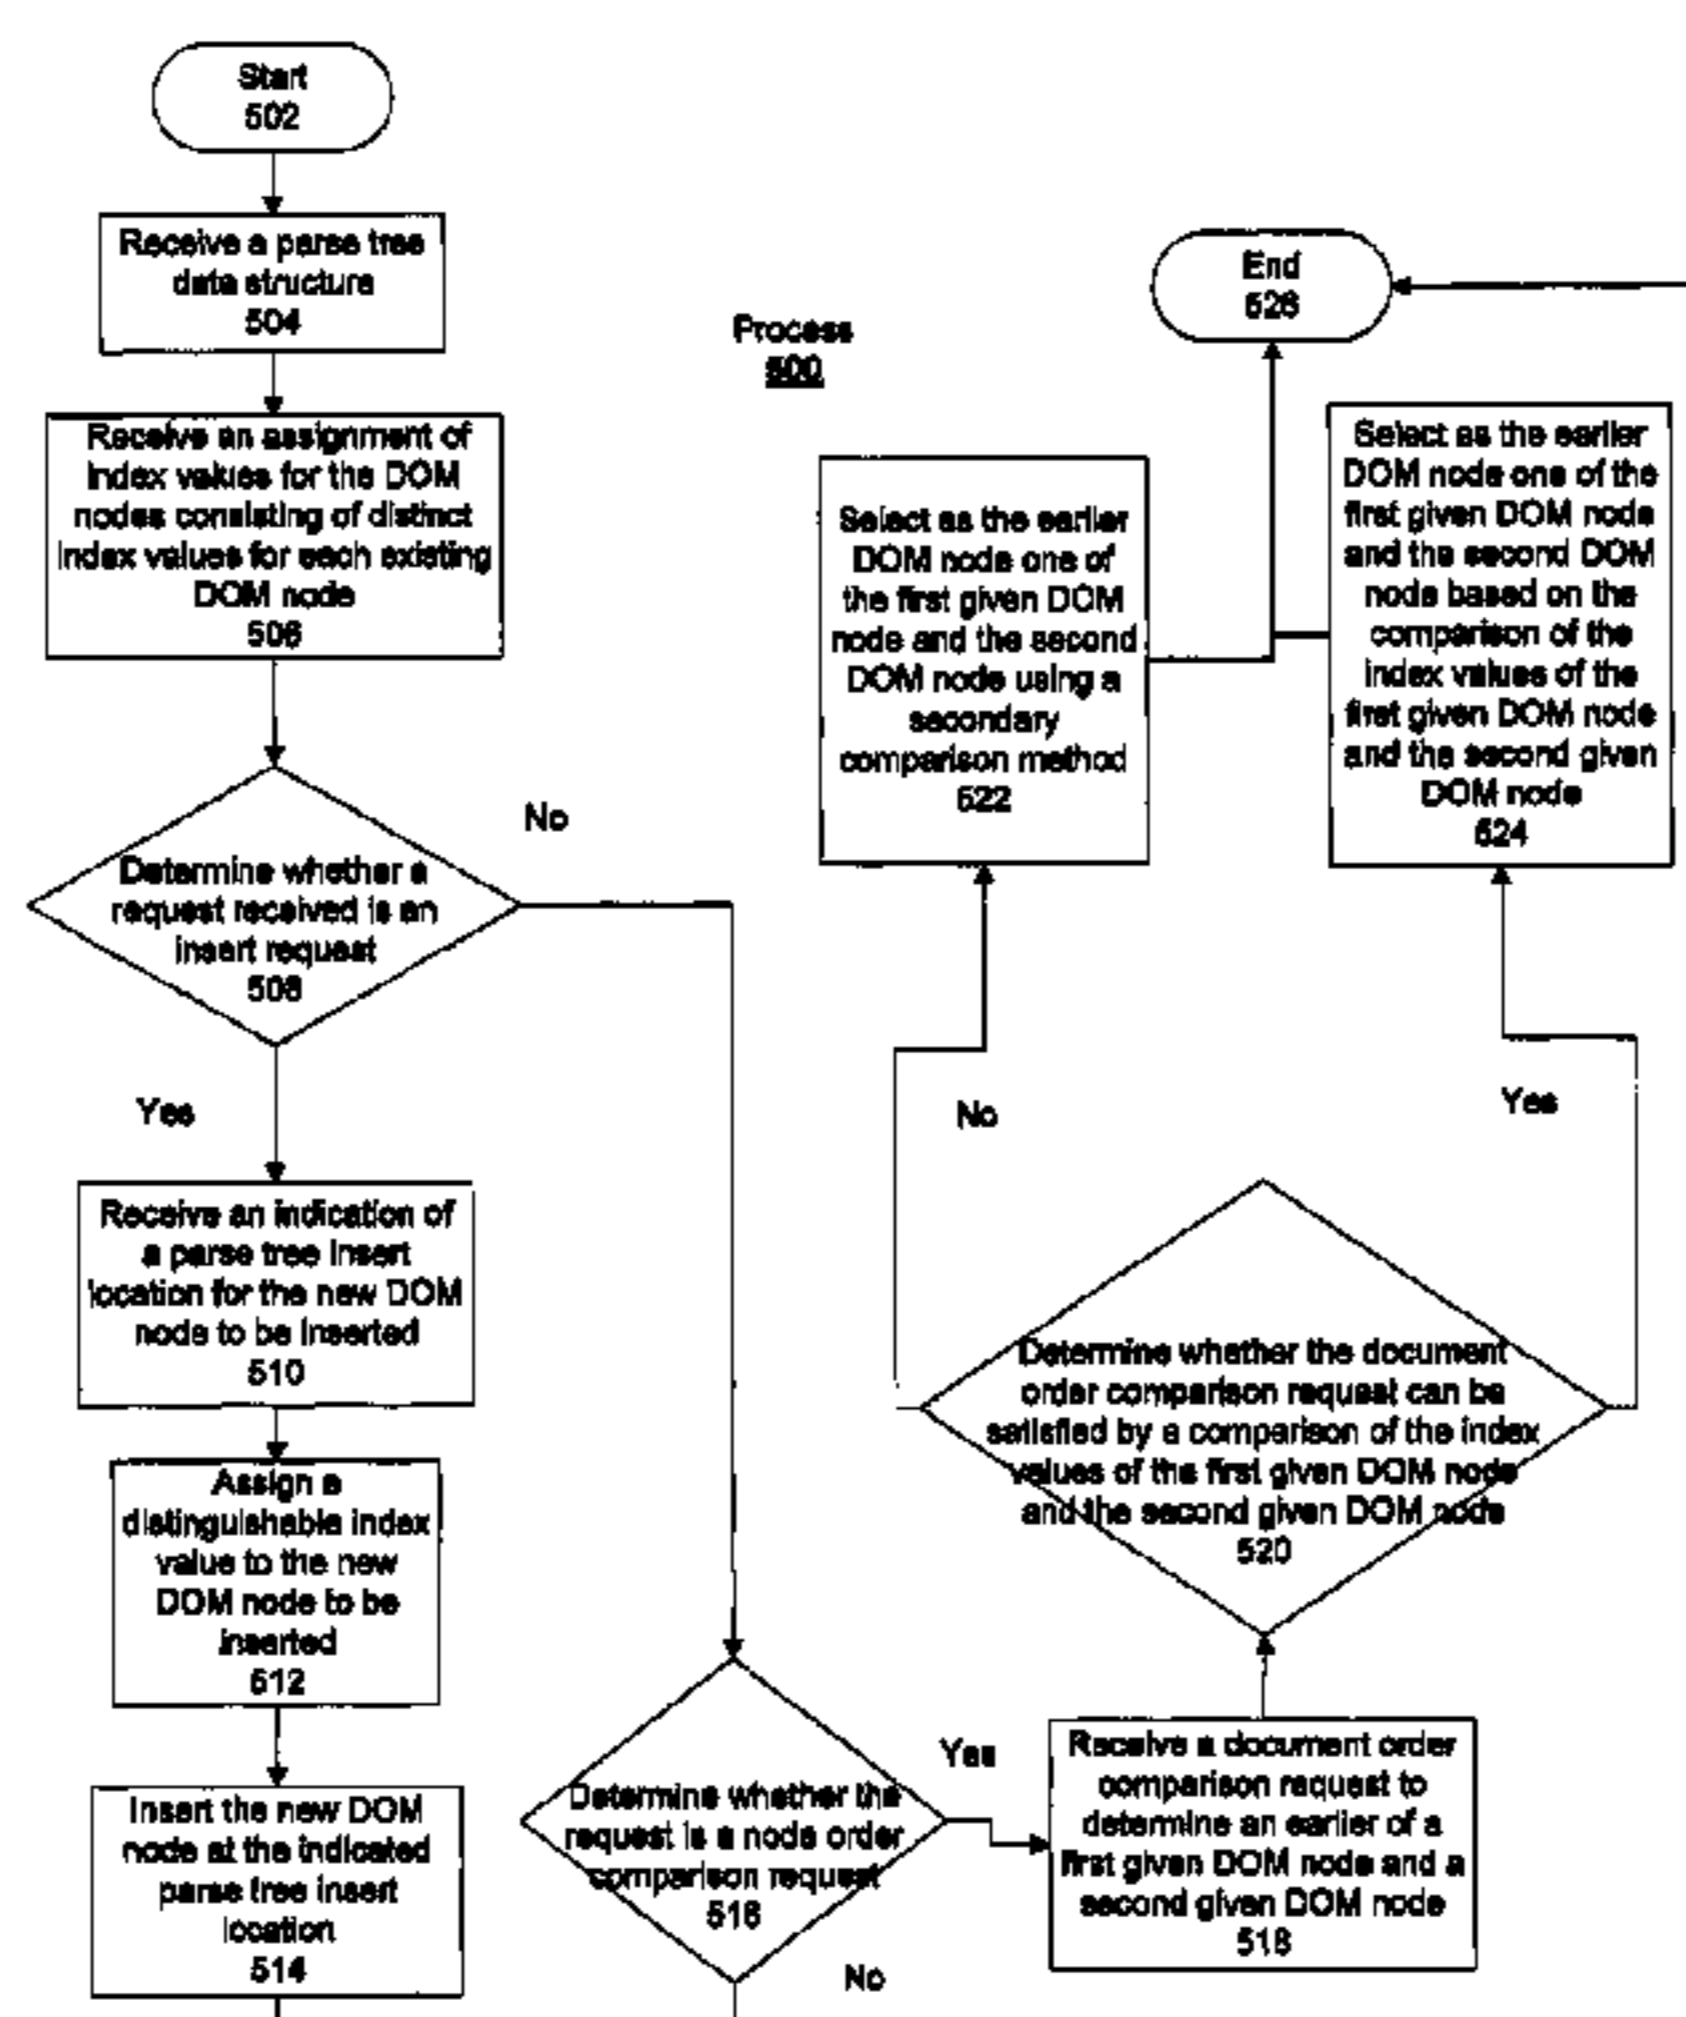 Start
502
Receive a parse tree
data structure
504
Receive an assignment of
index values for the DOM
nodes consisting of distinct
index values for each existing
DOM node
506
Determine whether a
request received is an
insert request
508
No
Yes
Receive an indication of
a parse tree insert
location for the new DOM
node to be inserted
510
Assign a
distinguishable index
value to the new
DOM node to be
inserted
512
Insert the new DOM
node at the indicated
parse tree insert
location
514
Process
500
Determine whether the
request is a node order
comparison request
516
Yes
No
Receive a document order
comparison request to
determine an earlier of a
first given DOM node and a
second given DOM node
518
Determine whether the document
order comparison request can be
satisfied by a comparison of the index
values of the first given DOM node
and the second given DOM node
520
No
Yes
Select as the earlier
DOM node one of
the first given DOM
node and the second
DOM node using a
secondary
comparison method
522
Select as the earlier
DOM node one of the
first given DOM node
and the second DOM
node based on the
comparison of the
index values of the
first given DOM node
and the second given
DOM node
524
End
526